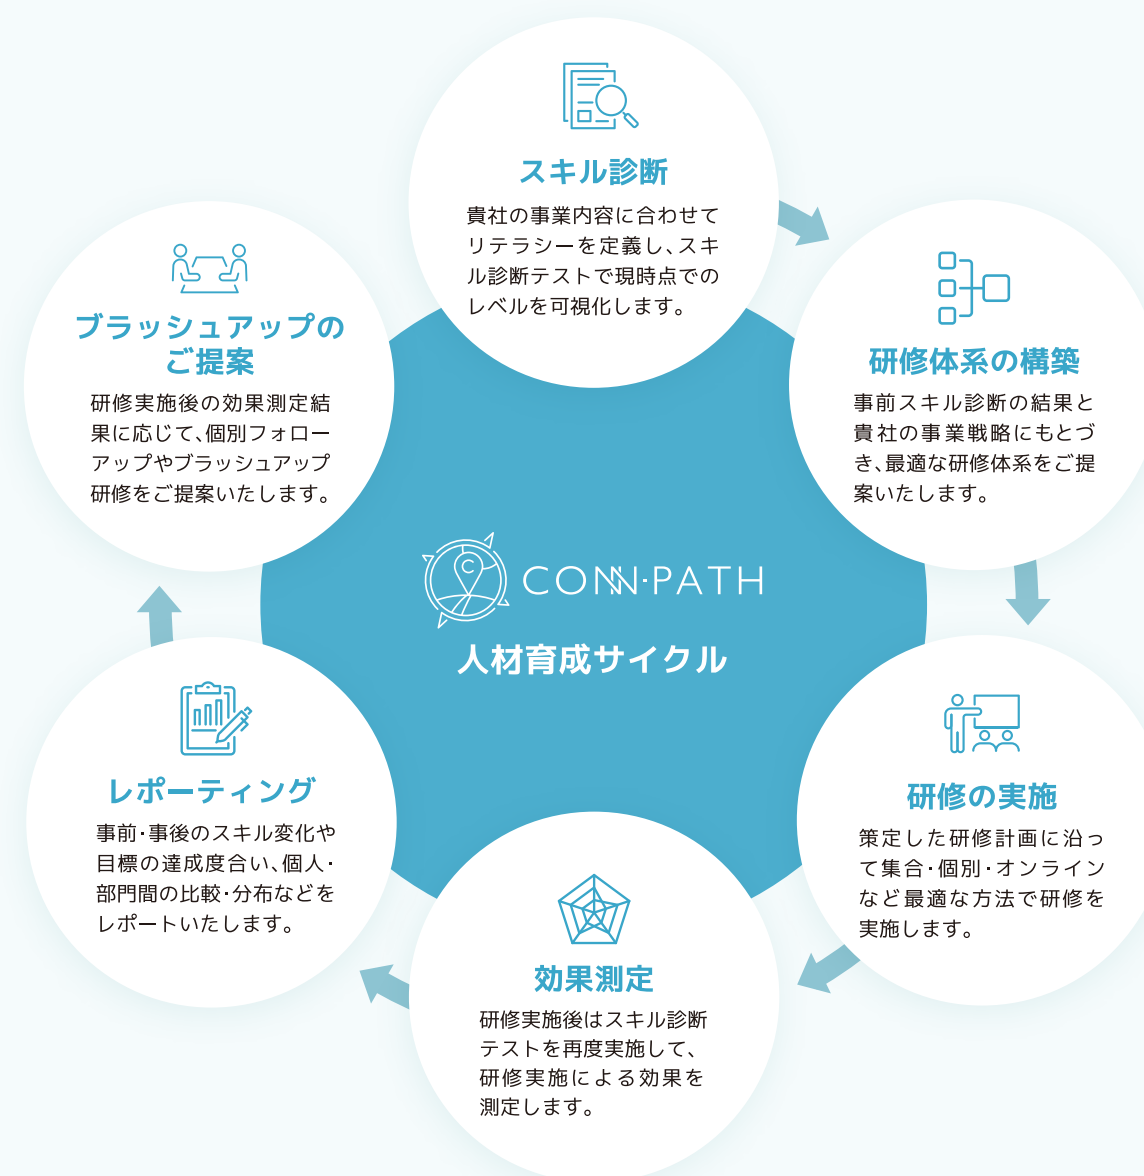 スキル診断
貴社の事業内容に合わせて
リテラシーを定義し、スキ
ル診断テストで現時点での
レベルを可視化します。
研修体系の構築
事前スキル診断の結果と
貴社の事業戦略にもとづ
き、最適な研修体系をご提
案いたします。
研修の実施
策定した研修計画に沿っ
て集合・個別・オンライン
など最適な方法で研修を
実施します。
効果測定
研修実施後はスキル診断
テストを再度実施して、
研修実施による効果を
測定します。
レポーティング
事前・事後のスキル変化や
目標の達成度合い、個人・
部門間の比較・分布などを
レポートいたします。
ブラッシュアップの
ご提案
研修実施後の効果測定結
果に応じて、個別フォロー
アップやブラッシュアップ
研修をご提案いたします。
C
CONN·PATH
人材育成サイクル